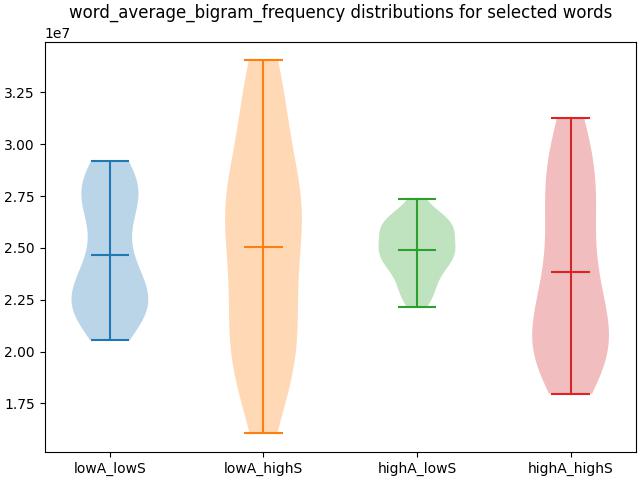 word_average_bigram_frequency distributions for selected words
1e7
3.25
3.00
2.75
2.50
2.25
2.00
1.75
lowA_lowS lowA_highS highA_lowS highA_highS